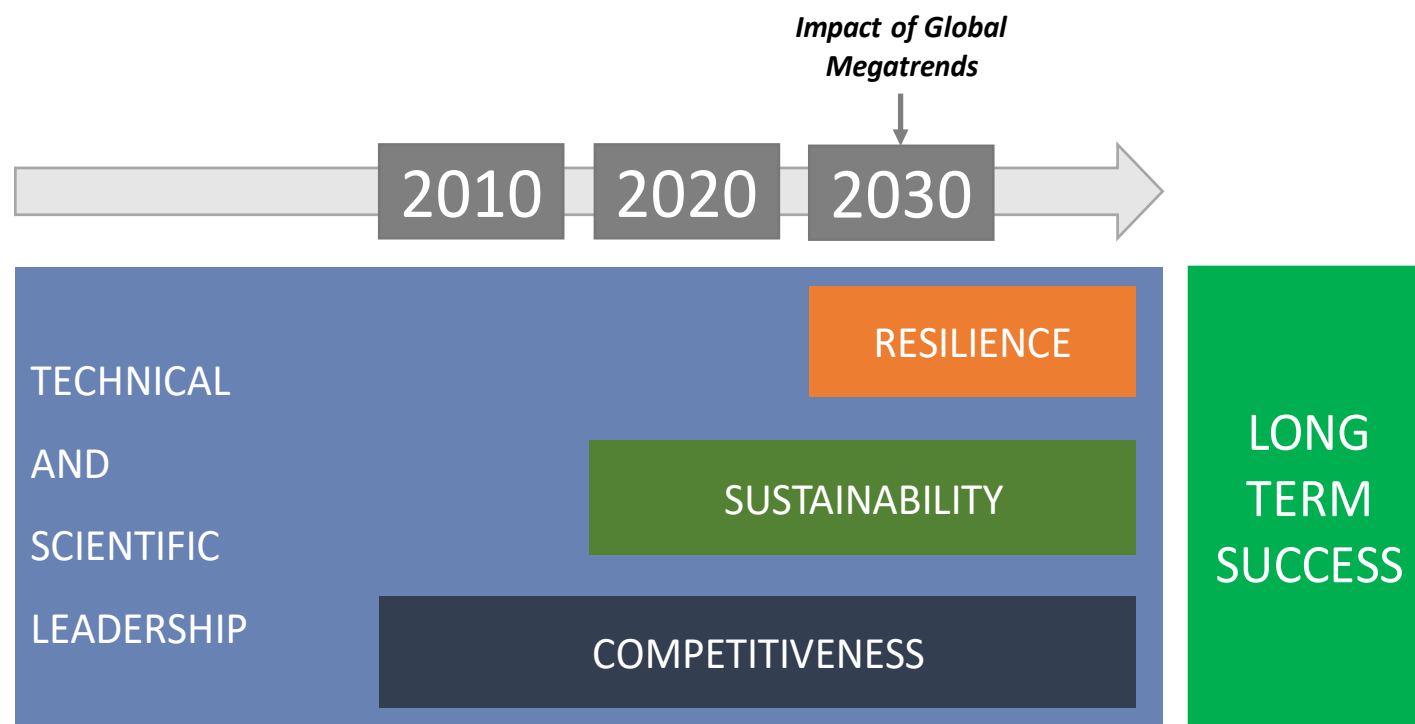 Impact of Global
Megatrends
2010 2020 2030
RESILIENCE
TECHNICAL
AND
SCIENTIFIC
LEADERSHIP
SUSTAINABILITY
COMPETITIVENESS
LONG
TERM
SUCCESS